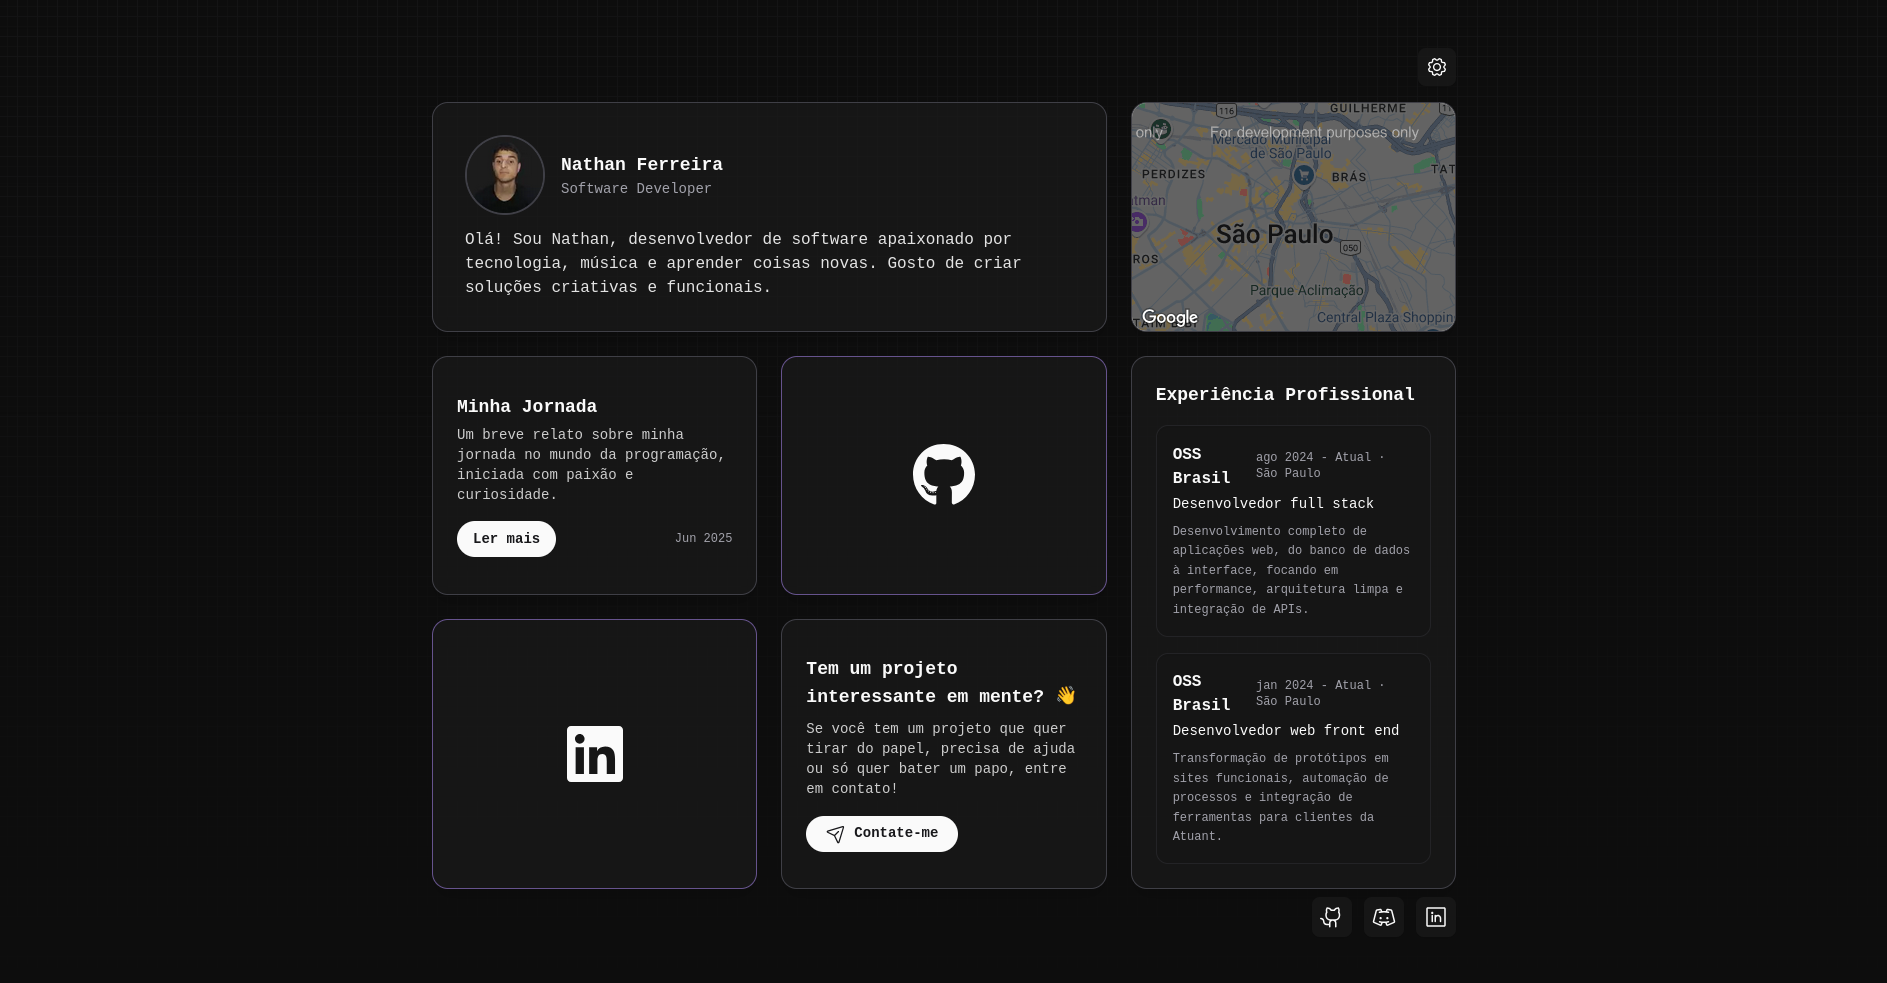 Nathan Ferreira
Software Developer
Olá! Sou Nathan, desenvolvedor de software apaixonado por
tecnologia, música e aprender coisas novas. Gosto de criar
soluções criativas e funcionais.
116
GUILHERME
only
For development purposes only
Mercado Municipal
de São Paulo
PERDIZES
BRÁS
TAT
tman
São Paulo
050
ROS
Parque Aclimação
Google
Central Plaza Shoppin
Minha Jornada
Um breve relato sobre minha
jornada no mundo da programação,
iniciada com paixão e
curiosidade.
Ler mais
Jun 2025
Experiência Profissional
OSS
Brasil
ago 2024 - Atual ·
São Paulo
Desenvolvedor full stack
Desenvolvimento completo de
aplicações web, do banco de dados
à interface, focando em
performance, arquitetura limpa e
integração de APIs.
OSS
Brasil
jan 2024 - Atual ·
São Paulo
Desenvolvedor web front end
Transformação de protótipos em
sites funcionais, automação de
processos e integração de
ferramentas para clientes da
Atuant.
in
Tem um projeto
interessante em mente? 👋
Se você tem um projeto que quer
tirar do papel, precisa de ajuda
ou só quer bater um papo, entre
em contato!
Contate-me
in